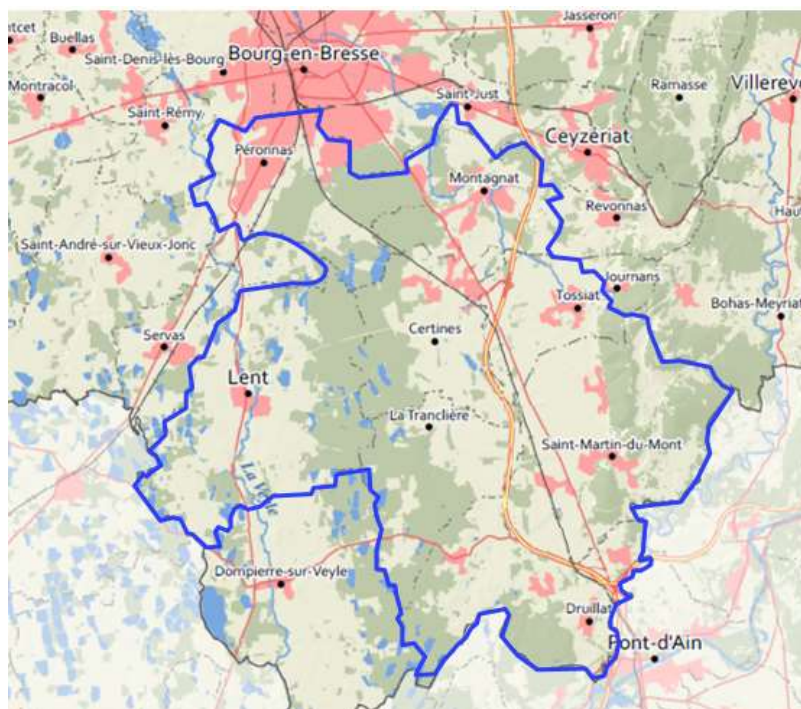 Jasseron
ntcet
Buellas
Bourg-en-Bresse
Saint-Denis-lès-Bourg
Montracol
Ramasse
Villereve
Saint-Just
Saint-Rémy
Ceyzériat
Péronnas
Montagnat
Revonnas
Hau
Saint-André-sur-Vieux-Jonc
Journans
Tossiat
Bohas-Meyriat
Servas
Certines
Lent
La Tranclière
Saint-Martin-du-Mont
La Veyle
Dompierre-sur-Veyle
Druillat
Pont-d'Ain